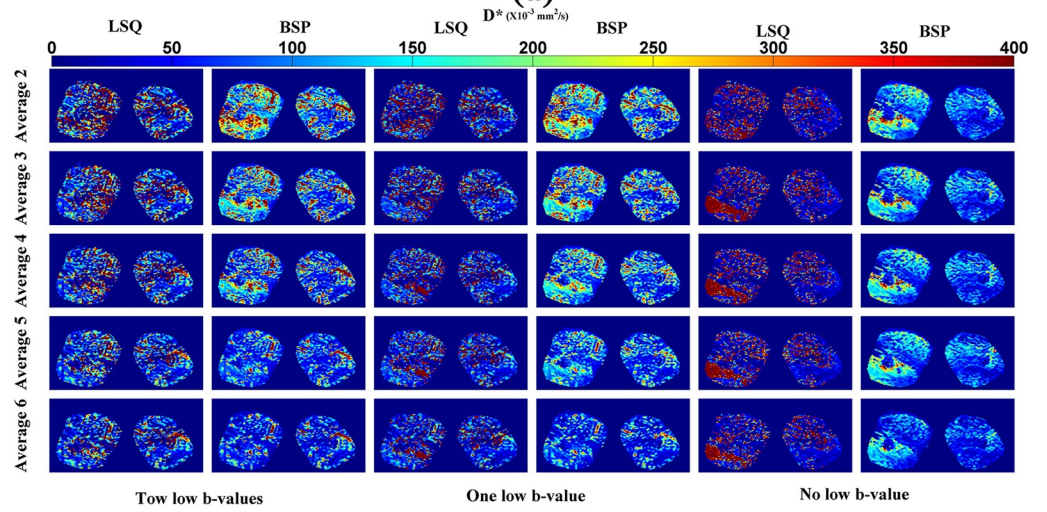 D* (X10⁻³ mm²/s)
LSQ BSP LSQ BSP LSQ BSP
0 50 100 150 200 250 300 350 400
Average 2
Average 3
Average 4
Average 5
Average 6
Tow low b-values One low b-value No low b-value